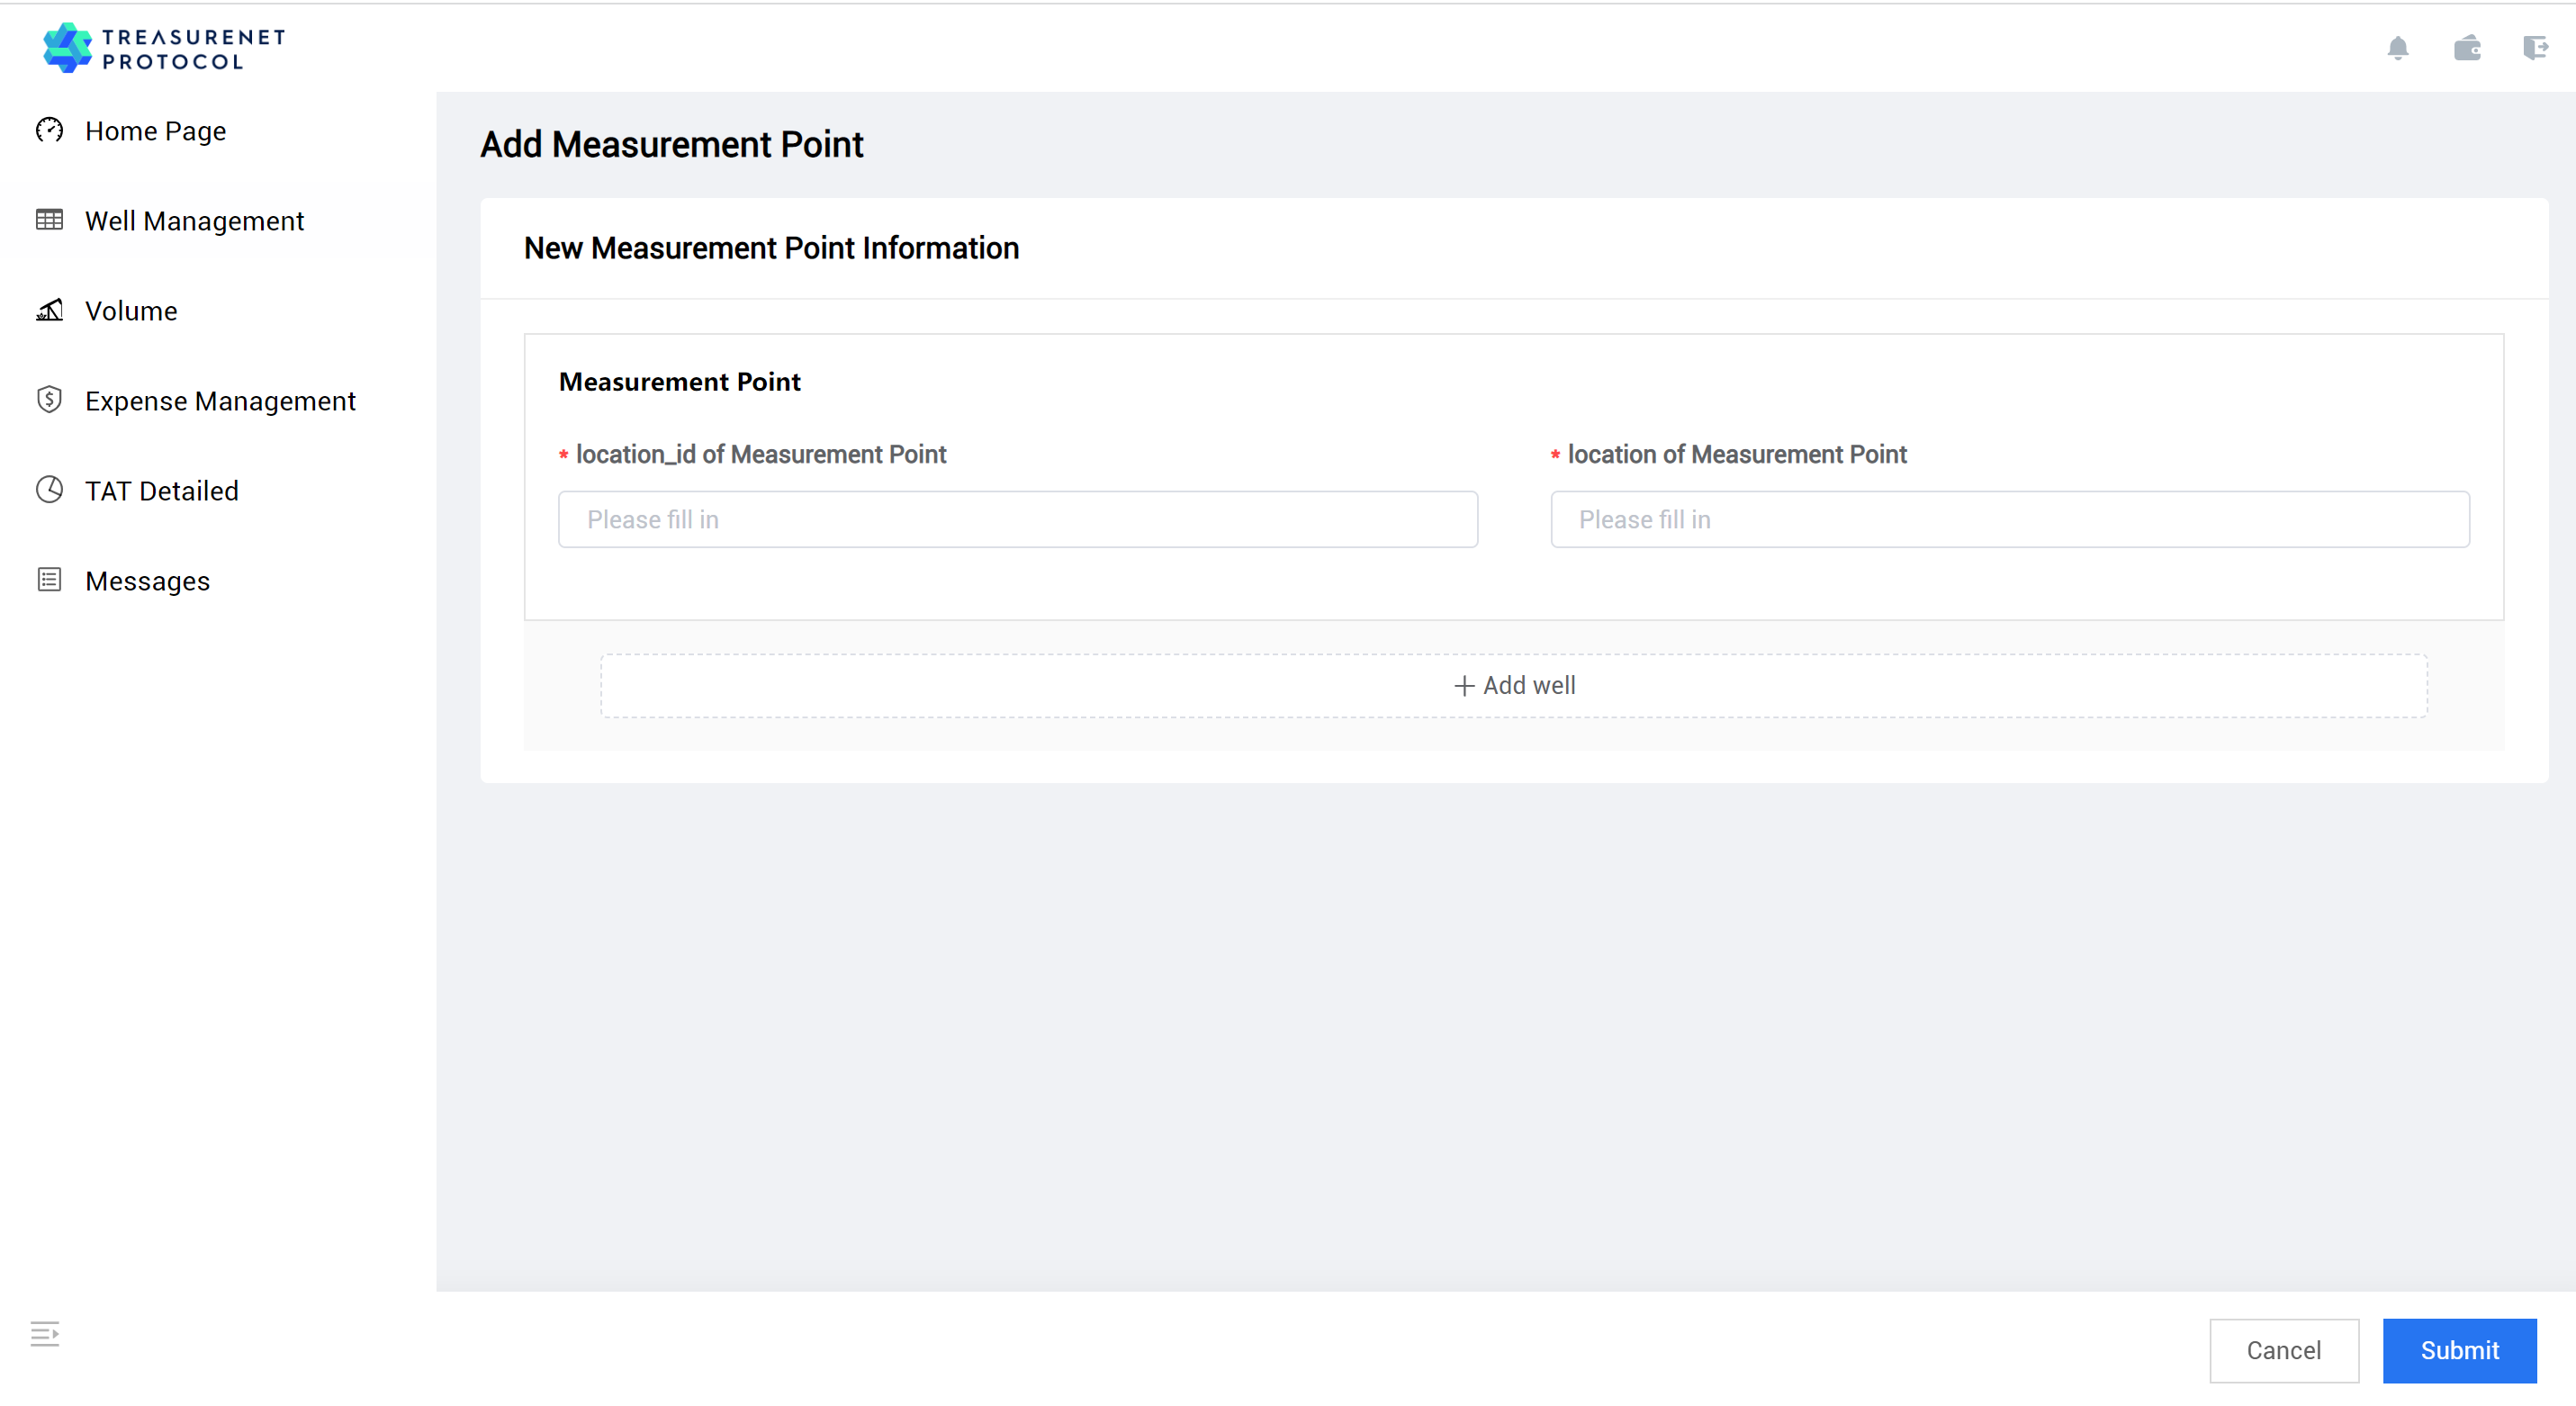 TREASURENET
PROTOCOL
Home Page
Well Management
Volume
Expense Management
TAT Detailed
Messages
Add Measurement Point
New Measurement Point Information
Measurement Point
* location_id of Measurement Point
* location of Measurement Point
Please fill in
Please fill in
+ Add well
Cancel
Submit